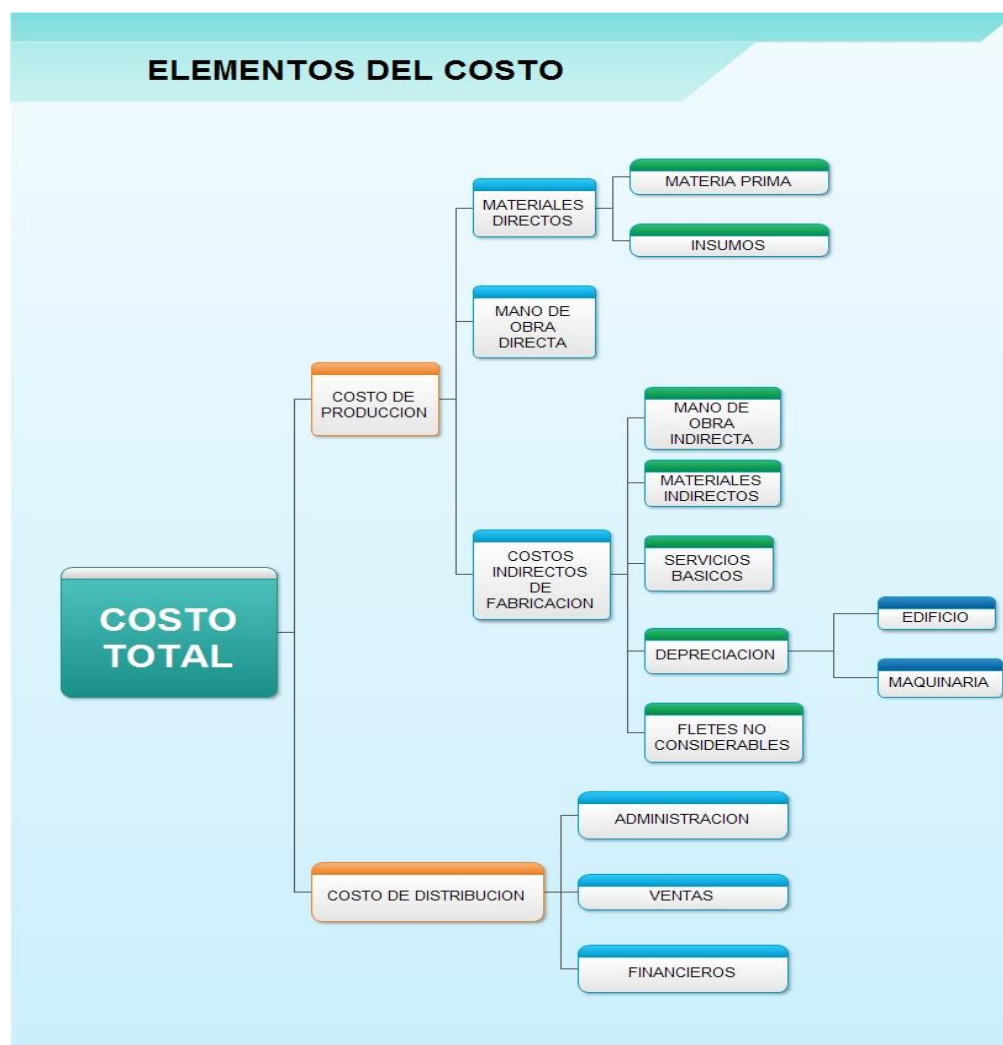 ELEMENTOS DEL COSTO
COSTO
TOTAL
COSTO DE
PRODUCCION
MATERIALES
DIRECTOS
MATERIA PRIMA
INSUMOS
MANO DE
OBRA
DIRECTA
COSTOS
INDIRECTOS
DE
FABRICACION
MANO DE
OBRA
INDIRECTA
MATERIALES
INDIRECTOS
SERVICIOS
BASICOS
DEPRECIACION
EDIFICIO
MAQUINARIA
FLETES NO
CONSIDERABLES
COSTO DE DISTRIBUCION
ADMINISTRACION
VENTAS
FINANCIEROS